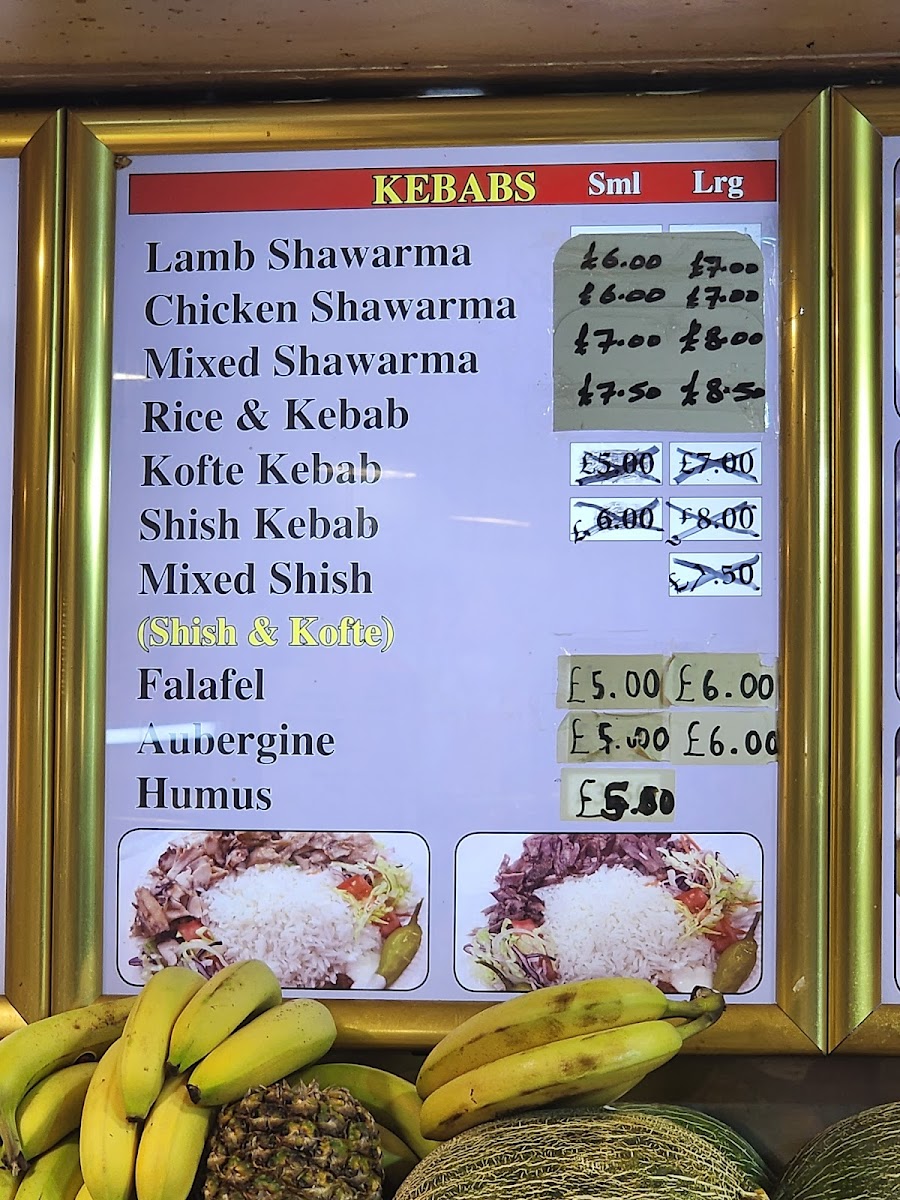 KEBABS Sml Lrg
Lamb Shawarma £6.00 £7.00
Chicken Shawarma £6.00 £7.00
Mixed Shawarma £7.00 £8.00
Rice & Kebab £7.50 £8.50
Kofte Kebab £5.00 £7.00
Shish Kebab £6.00 £8.00
Mixed Shish £7.50
(Shish & Kofte)
Falafel £5.00 £6.00
Aubergine £5.00 £6.00
Humus £5.00